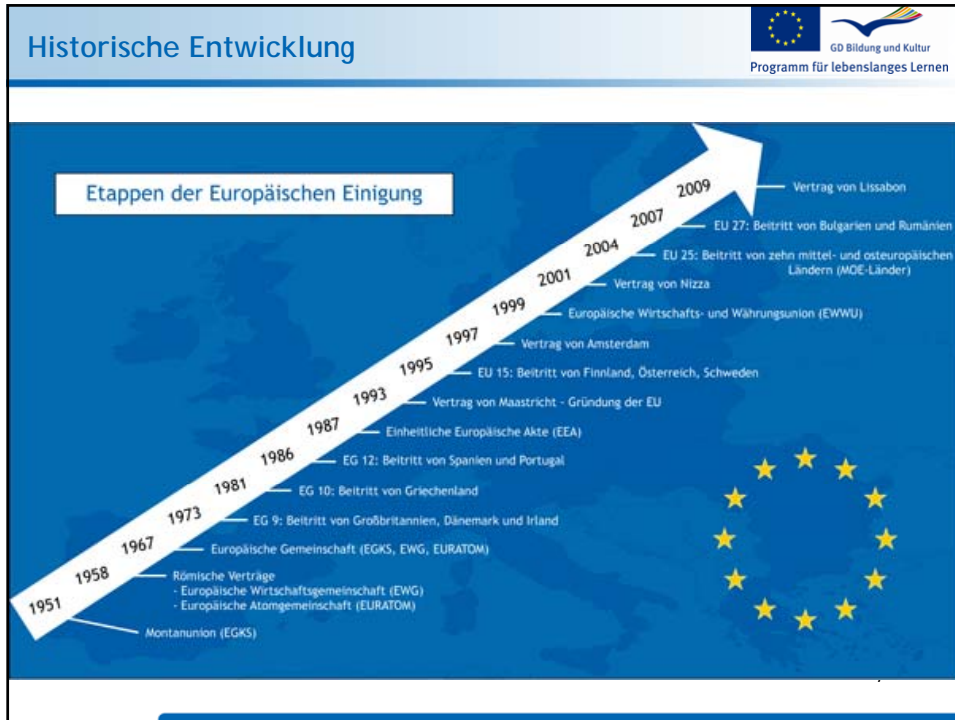 Historische Entwicklung
GD Bildung und Kultur
Programm für lebenslanges Lernen
Etappen der Europäischen Einigung
2009
Vertrag von Lissabon
2007
EU 27: Beitritt von Bulgarien und Rumänien
2004
EU 25: Beitritt von zehn mittel- und osteuropäischen
Ländern (MOE-Länder)
2001
Vertrag von Nizza
1999
Europäische Wirtschafts- und Währungsunion (EWWU)
1997
Vertrag von Amsterdam
1995
EU 15: Beitritt von Finnland, Österreich, Schweden
1993
Vertrag von Maastricht - Gründung der EU
1987
Einheitliche Europäische Akte (EEA)
1986
EG 12: Beitritt von Spanien und Portugal
1981
EG 10: Beitritt von Griechenland
1973
EG 9: Beitritt von Großbritannien, Dänemark und Irland
1967
Europäische Gemeinschaft (EGKS, EWG, EURATOM)
1958
Römische Verträge
- Europäische Wirtschaftsgemeinschaft (EWG)
- Europäische Atomgemeinschaft (EURATOM)
1951
Montanunion (EGKS)